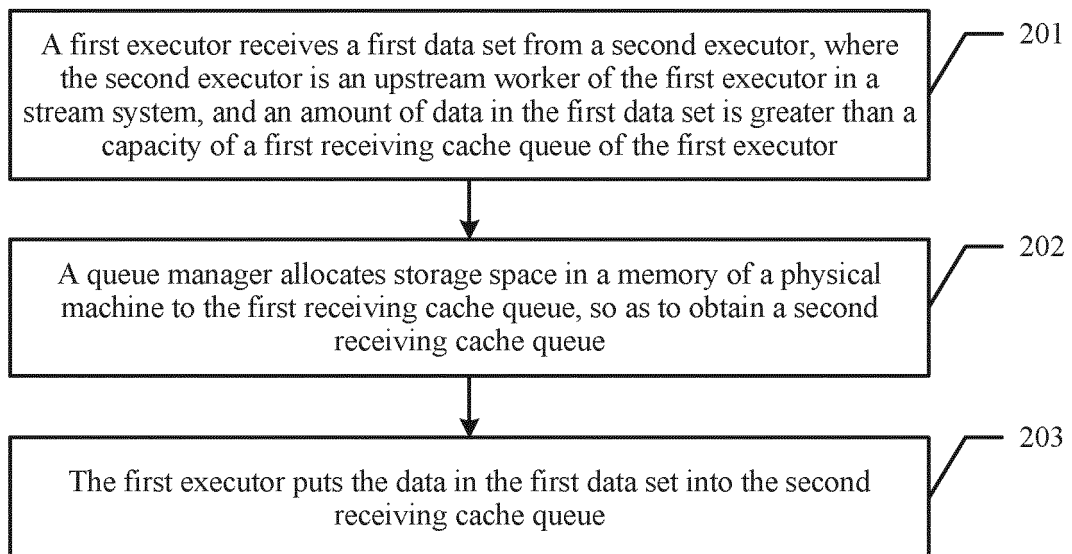 A first executor receives a first data set from a second executor, where
the second executor is an upstream worker of the first executor in a
stream system, and an amount of data in the first data set is greater than a
capacity of a first receiving cache queue of the first executor
201
A queue manager allocates storage space in a memory of a physical
machine to the first receiving cache queue, so as to obtain a second
receiving cache queue
202
The first executor puts the data in the first data set into the second
receiving cache queue
203